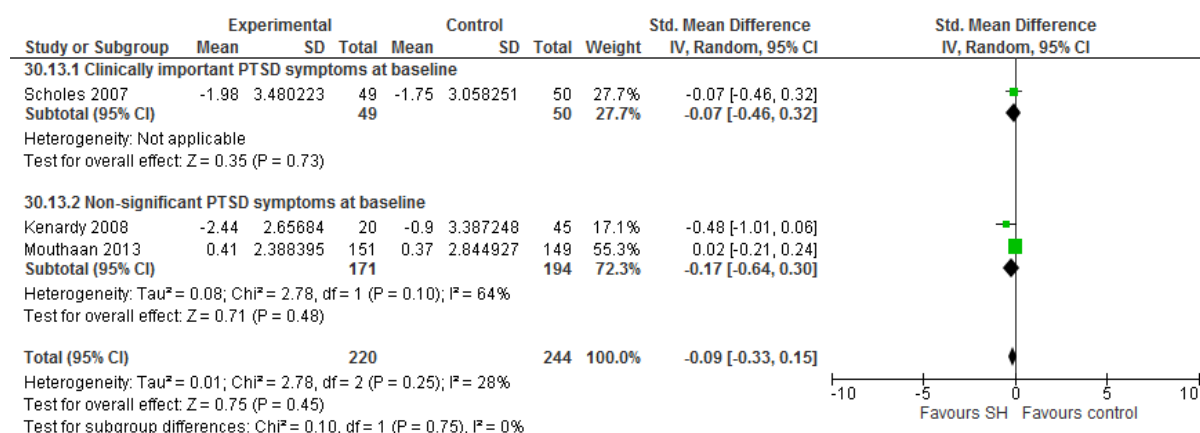 Experimental Control Std. Mean Difference Std. Mean Difference
Study or Subgroup Mean SD Total Mean SD Total Weight IV, Random, 95% CI IV, Random, 95% CI
30.13.1 Clinically important PTSD symptoms at baseline
Scholes 2007 -1.98 3.480223 49 -1.75 3.058251 50 27.7% -0.07 [-0.46, 0.32]
Subtotal (95% CI) 49 50 27.7% -0.07 [-0.46, 0.32]
Heterogeneity: Not applicable
Test for overall effect: Z = 0.35 (P = 0.73)
30.13.2 Non-significant PTSD symptoms at baseline
Kenardy 2008 -2.44 2.65684 20 -0.9 3.387248 45 17.1% -0.48 [-1.01, 0.06]
Mouthaan 2013 0.41 2.388395 151 0.37 2.844927 149 55.3% 0.02 [-0.21, 0.24]
Subtotal (95% CI) 171 194 72.3% -0.17 [-0.64, 0.30]
Heterogeneity: Tau² = 0.08; Chi² = 2.78, df = 1 (P = 0.10); I² = 64%
Test for overall effect: Z = 0.71 (P = 0.48)
Total (95% CI) 220 244 100.0% -0.09 [-0.33, 0.15]
Heterogeneity: Tau² = 0.01; Chi² = 2.78, df = 2 (P = 0.25); I² = 28%
Test for overall effect: Z = 0.75 (P = 0.45)
Test for subgroup differences: Chi² = 0.10, df = 1 (P = 0.75), I² = 0%
-10 -5 0 5 10
Favours SH Favours control